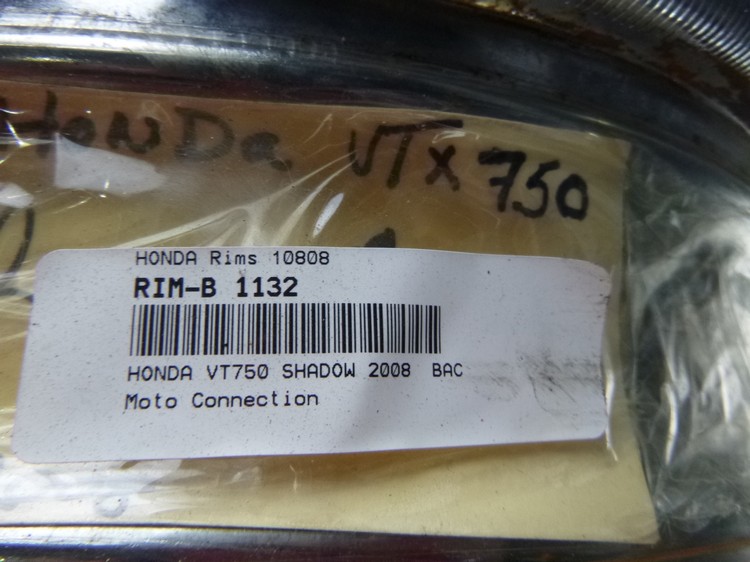 HONDa VTx 750
HONDA Rims 10808
RIM-B 1132
HONDA VT750 SHADOW 2008 BAC
Moto Connection